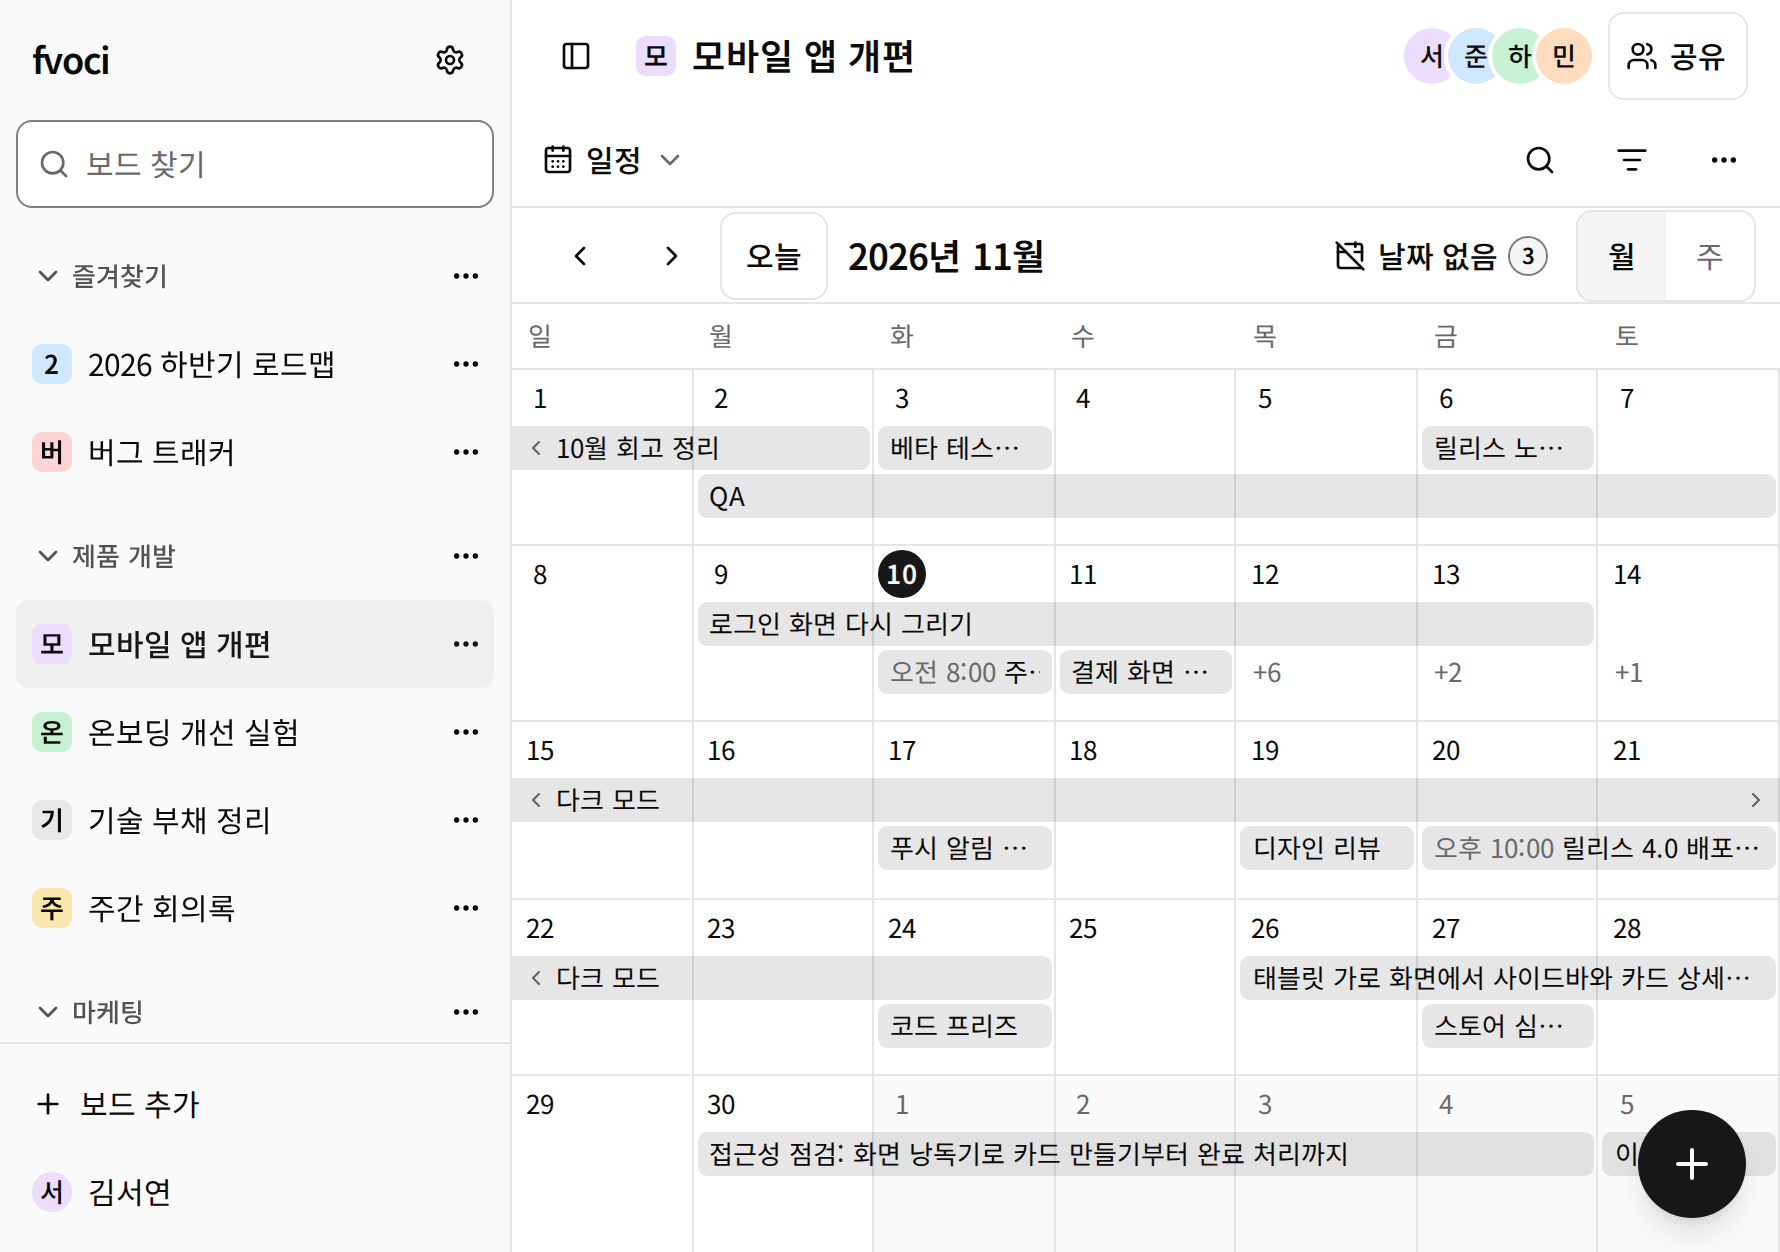 fvoci
보드 찾기
즐겨찾기
2 2026 하반기 로드맵
버 버그 트래커
제품 개발
모 모바일 앱 개편
온 온보딩 개선 실험
기 기술 부채 정리
주 주간 회의록
마케팅
보드 추가
서 김서연
모 모바일 앱 개편
서 준 하 민 공유
일정
오늘 2026년 11월 날짜 없음 3 월 주
일 월 화 수 목 금 토
1 2 3 4 5 6 7
10월 회고 정리 베타 테스… 릴리스 노…
QA
8 9 10 11 12 13 14
로그인 화면 다시 그리기
오전 8:00 주· 결제 화면 … +6 +2 +1
15 16 17 18 19 20 21
다크 모드
푸시 알림 … 디자인 리뷰 오후 10:00 릴리스 4.0 배포…
22 23 24 25 26 27 28
다크 모드 태블릿 가로 화면에서 사이드바와 카드 상세…
코드 프리즈 스토어 심…
29 30 1 2 3 4 5
접근성 점검: 화면 낭독기로 카드 만들기부터 완료 처리까지 이